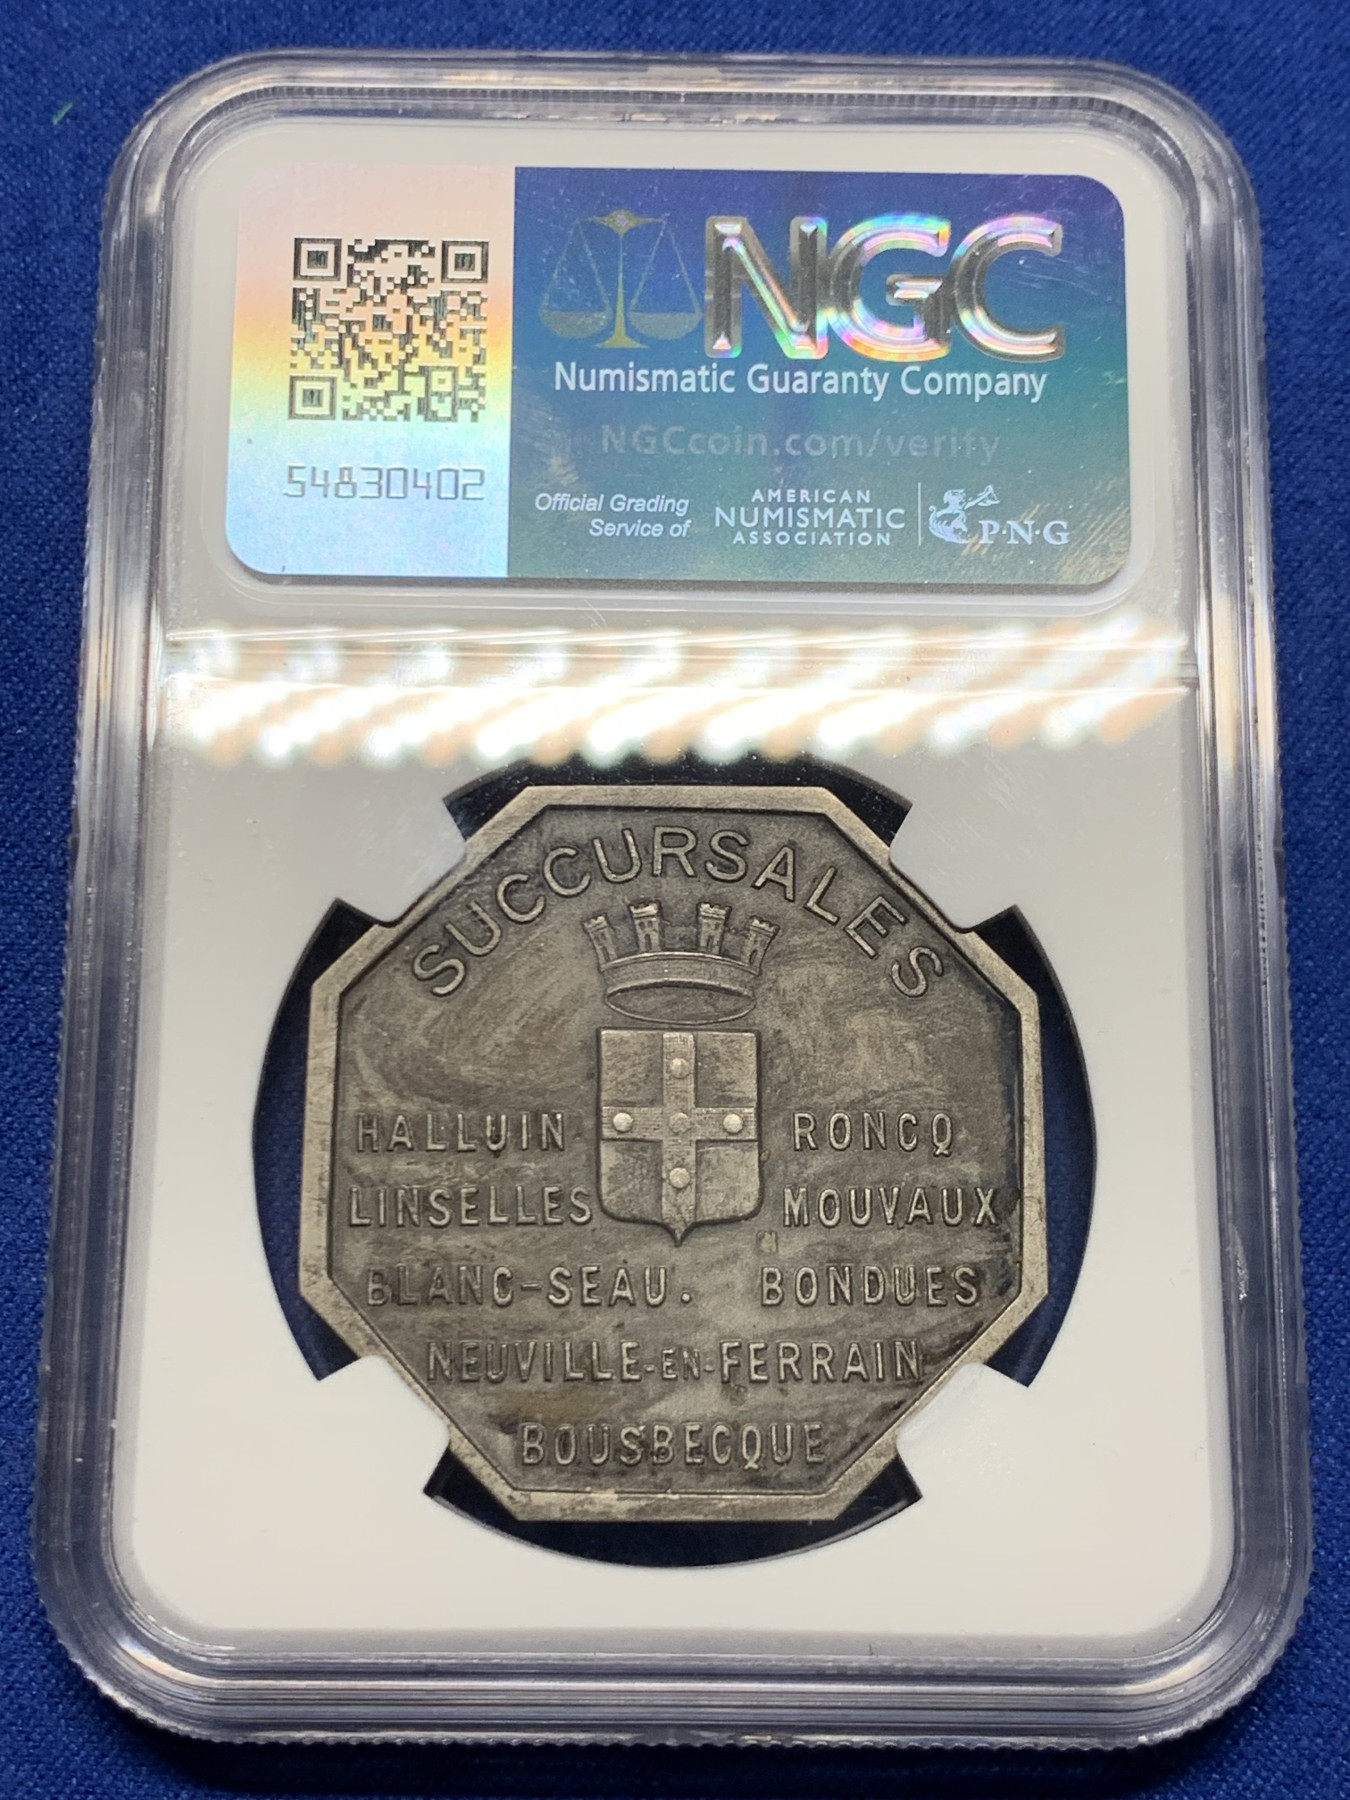 NGC
Numismatic Guaranty Company
NGCcoin.com/verify
54830402
Official Grading
Service of
AMERICAN
NUMISMATIC
ASSOCIATION
P·N·G
SUCCURSALES
HALLUIN RONCQ
LINSELLES MOUVAUX
BLANC-SEAU. BONDUES
NEUVILLE-EN-FERRAIN
BOUSBECQUE